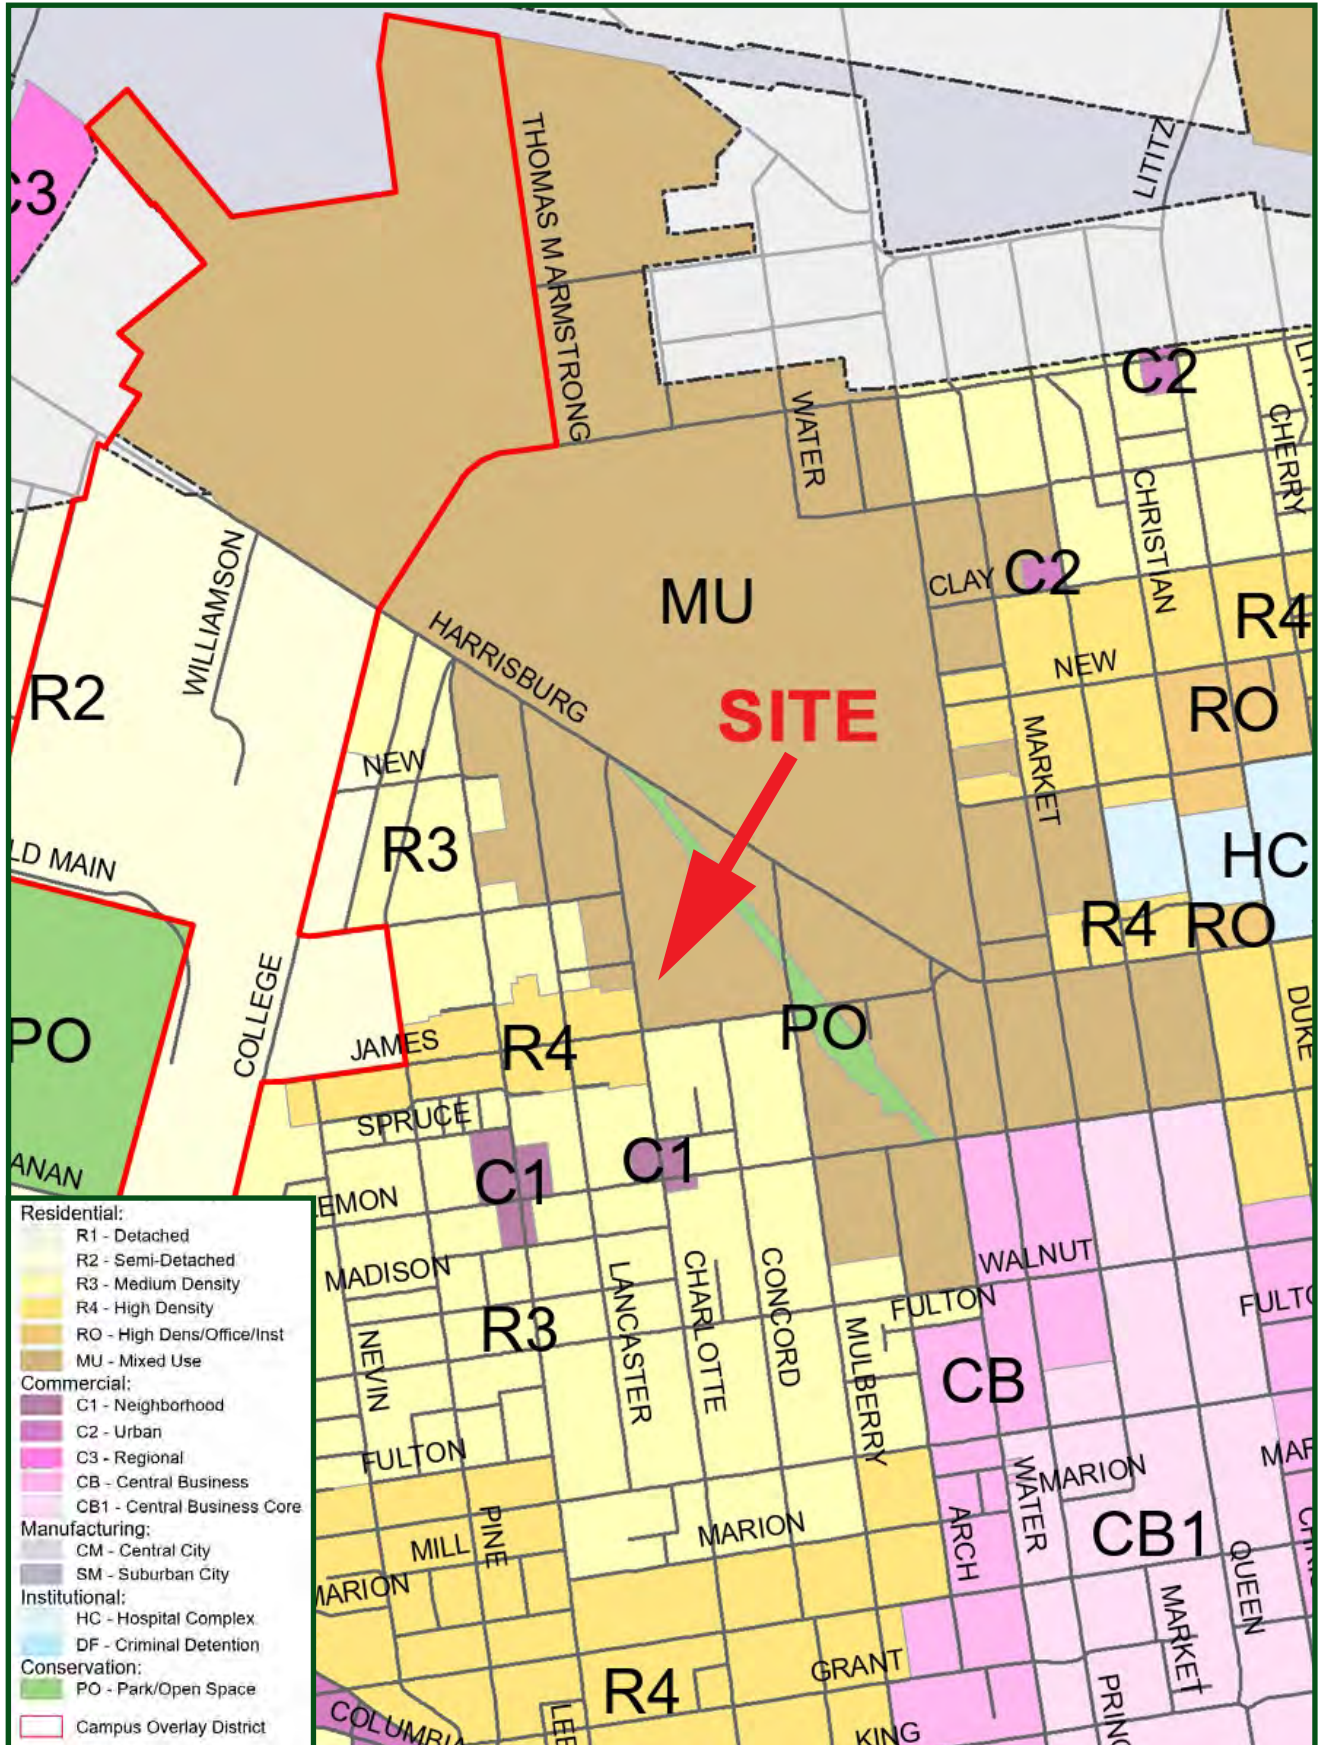 THOMAS M ARMSTRONG
LITITZ
C3
C2
WATER
CHERRY
CHRISTIAN
WILLIAMSON
CLAY
C2
MU
R4
HARRISBURG
NEW
R2
SITE
RO
MARKET
NEW
R3
LD MAIN
HC
R4
RO
COLLEGE
PO
DUKE
PO
JAMES
R4
SPRUCE
C1
C1
ANAN
LEMON
WALNUT
MADISON
LANCASTER
CHARLOTTE
CONCORD
FULTON
FULTO
R3
NEVIN
MULBERRY
CB
FULTON
MAR
WATER
MARION
PINE
MARION
ARCH
CB1
MILL
QUEEN
MARION
MARKET
GRANT
R4
PRINC
COLUMBIA
LEE
KING
Residential:
R1 - Detached
R2 - Semi-Detached
R3 - Medium Density
R4 - High Density
RO - High Dens/Office/Inst
MU - Mixed Use
Commercial:
C1 - Neighborhood
C2 - Urban
C3 - Regional
CB - Central Business
CB1 - Central Business Core
Manufacturing:
CM - Central City
SM - Suburban City
Institutional:
HC - Hospital Complex
DF - Criminal Detention
Conservation:
PO - Park/Open Space
Campus Overlay District